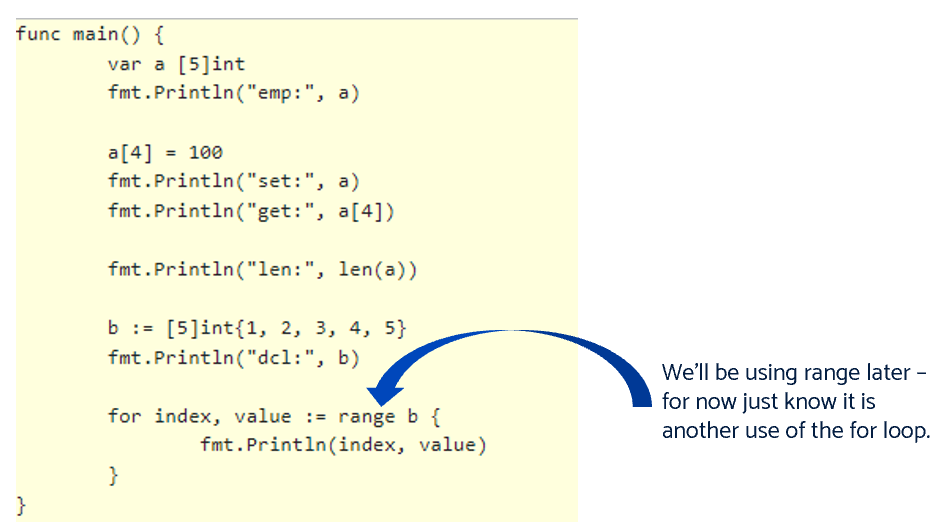 func main() {
var a [5]int
fmt.Println("emp:", a)
a[4] = 100
fmt.Println("set:", a)
fmt.Println("get:", a[4])
fmt.Println("len:", len(a))
b := [5]int{1, 2, 3, 4, 5}
fmt.Println("dcl:", b)
for index, value := range b {
fmt.Println(index, value)
}
}
We'll be using range later –
for now just know it is
another use of the for loop.